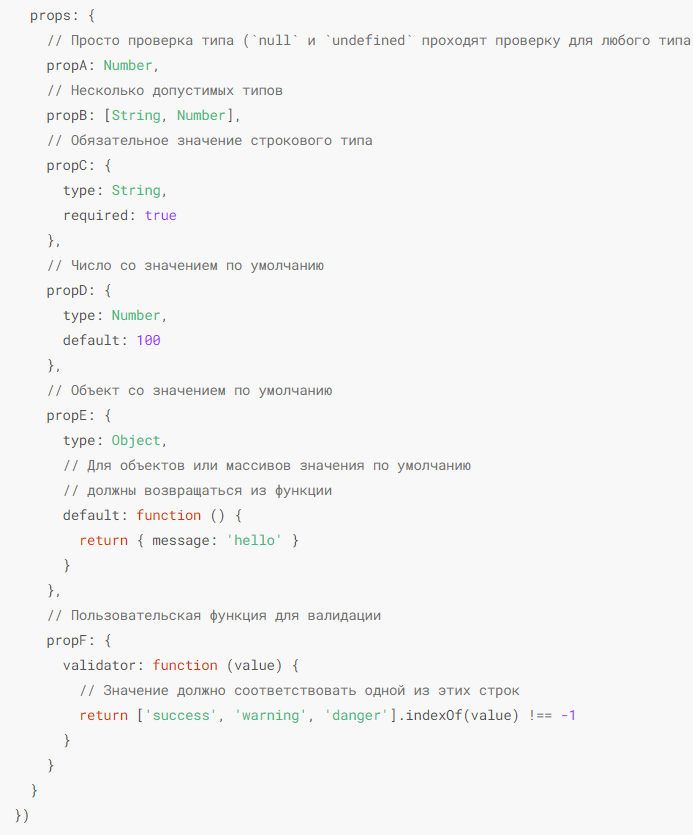 props: {
// Просто проверка типа (`null` и `undefined` проходят проверку для любого типа
propA: Number,
// Несколько допустимых типов
propB: [String, Number],
// Обязательное значение строкового типа
propC: {
type: String,
required: true
},
// Число со значением по умолчанию
propD: {
type: Number,
default: 100
},
// Объект со значением по умолчанию
propE: {
type: Object,
// Для объектов или массивов значения по умолчанию
// должны возвращаться из функции
default: function () {
return { message: 'hello' }
}
},
// Пользовательская функция для валидации
propF: {
validator: function (value) {
// Значение должно соответствовать одной из этих строк
return ['success', 'warning', 'danger'].indexOf(value) !== -1
}
}
}
})